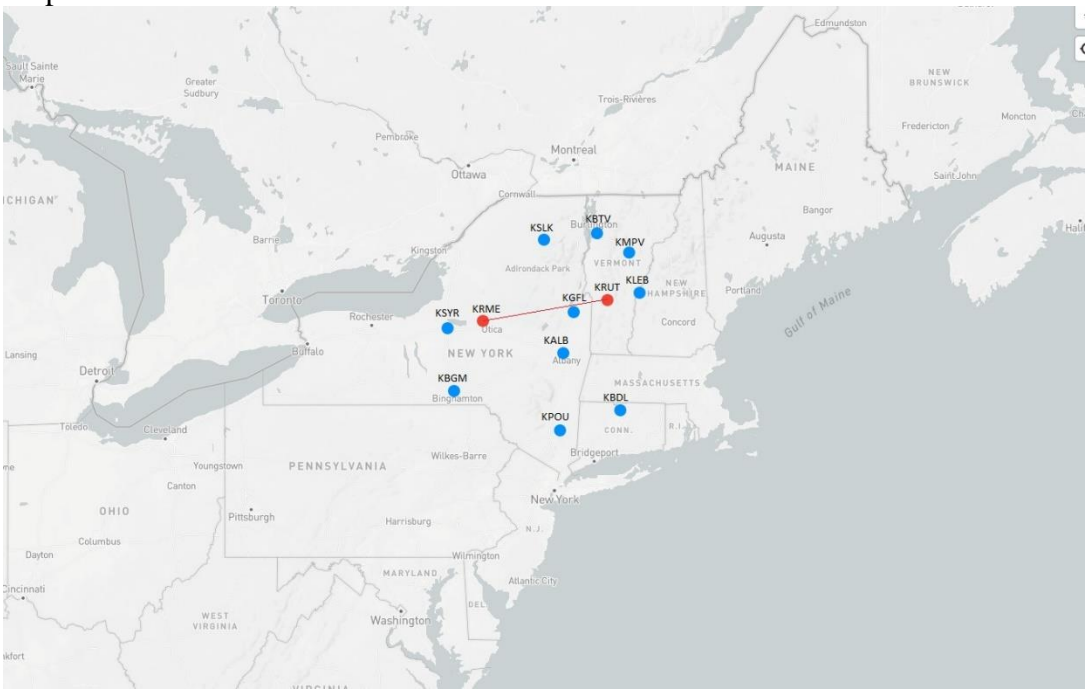 Edmundston
Sault Sainte
Marie
Greater
Sudbury
NEW
BRUNSWICK
Trois-Rivières
Moncton
Pembroke
Fredericton
Montreal
Ottawa
MAINE
Saint John
Cornwall
CHIGAN
Bangor
KBTV
KSLK
Burlington
Augusta
Halif
Barrie
KMPV
Kingston
VERMONT
Adirondack Park
KLEB
NEW
HAMPSHIRE
KRUT
Portland
Toronto
KGFL
KRME
KSYR
Rochester
Utica
Gulf of Maine
Concord
KALB
Lansing
Buffalo
NEW YORK
Albany
Detroit
KBGM
MASSACHUSETTS
Binghamton
KBDL
KPOU
Toledo
Cleveland
CONN.
R.I.
Bridgeport
Youngstown
Wilkes-Barre
PENNSYLVANIA
Canton
New York
OHIO
Pittsburgh
Harrisburg
N.J.
Columbus
Dayton
Wilmington
MARYLAND
Atlantic City
Cincinnati
DEL.
WEST
VIRGINIA
Washington
nkfort
VIRGINIA